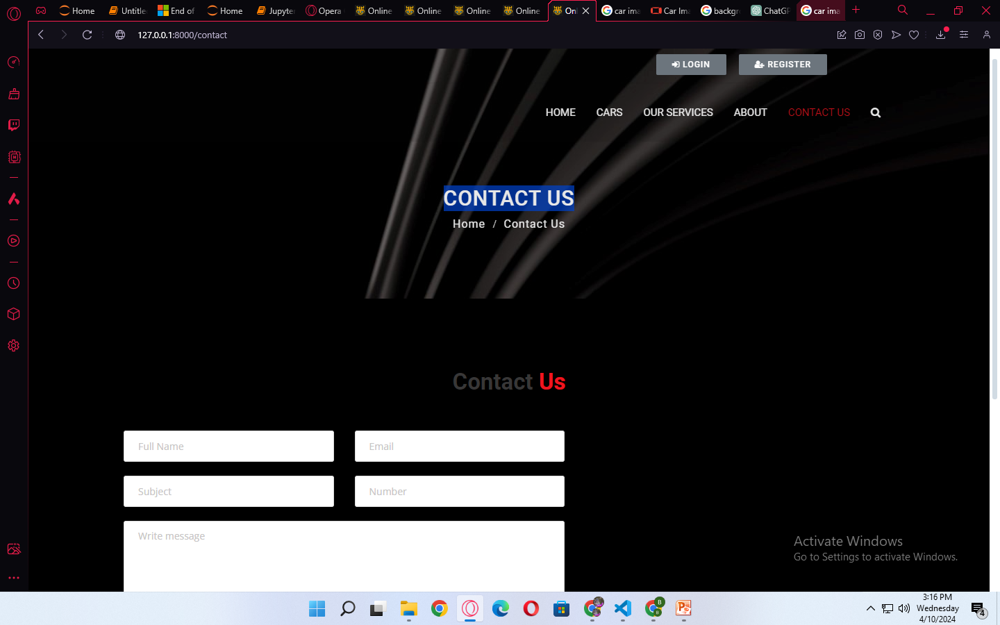 Home
Untitle
End of
Home
Jupyter
Opera
Online
Online
Online
Online
Onl
car ima
Car Ima
backgr
ChatGP
car ima
127.0.0.1:8000/contact
LOGIN
REGISTER
HOME
CARS
OUR SERVICES
ABOUT
CONTACT US
CONTACT US
Home / Contact Us
Contact Us
Full Name
Email
Subject
Number
Write message
Activate Windows
Go to Settings to activate Windows.
3:16 PM
Wednesday
4/10/2024
4